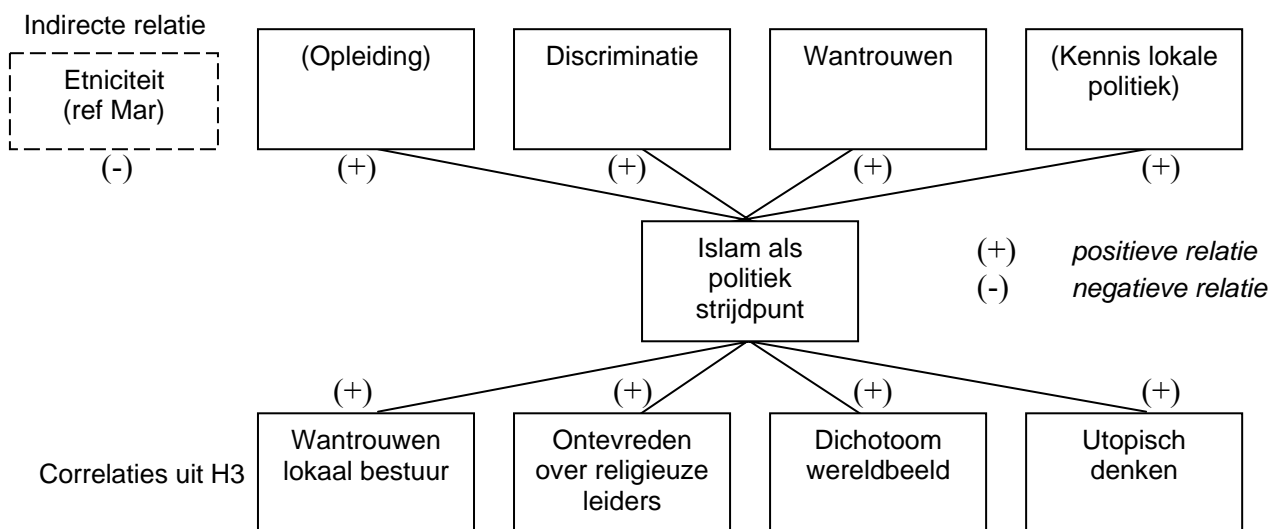 Indirecte relatie
Etniciteit
(ref Mar)
(-)
(Opleiding)
(+)
Discriminatie
(+)
Wantrouwen
(+)
(Kennis lokale
politiek)
(+)
Islam als
politiek
strijdpunt
(+) positieve relatie
(-) negatieve relatie
Correlaties uit H3
(+)
Wantrouwen
lokaal bestuur
(+)
Ontevreden
over religieuze
leiders
(+)
Dichotoom
wereldbeeld
(+)
Utopisch
denken